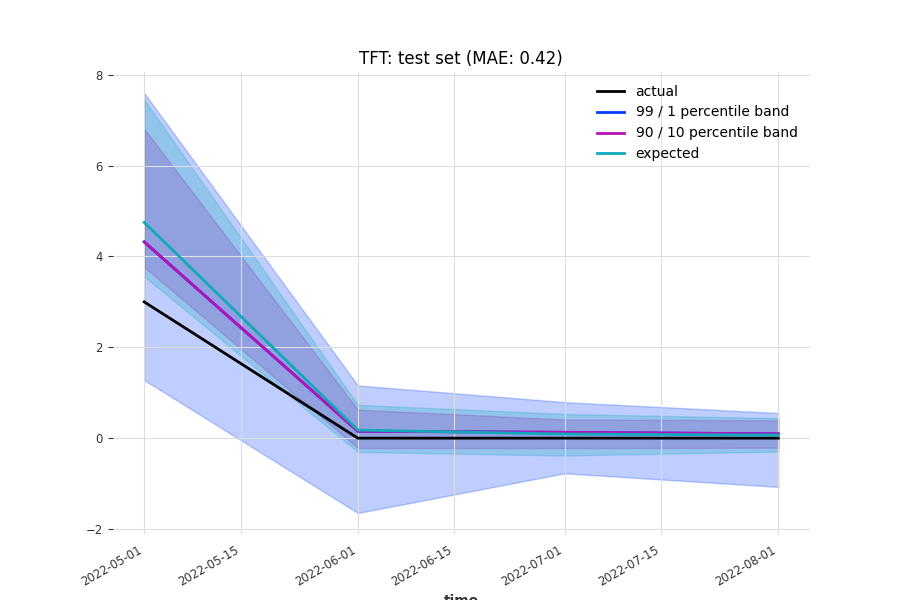 TFT: test set (MAE: 0.42)
8
6
4
2
0
−2
actual
99 / 1 percentile band
90 / 10 percentile band
expected
2022-05-01
2022-05-15
2022-06-01
2022-06-15
2022-07-01
2022-07-15
2022-08-01
time